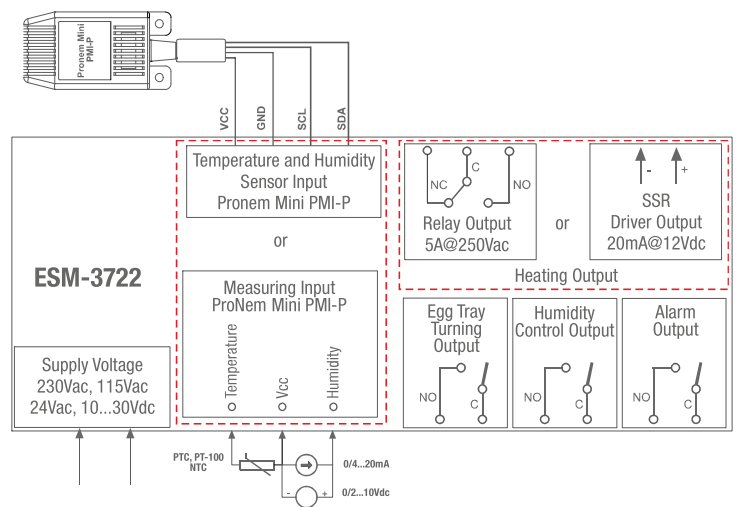 Pronem Mini
PMI-P
VCC
GND
SCL
SDA
Temperature and Humidity
Sensor Input
Pronem Mini PMI-P
or
Measuring Input
ProNem Mini PMI-P
Temperature
Vcc
Humidity
ESM-3722
Supply Voltage
230Vac, 115Vac
24Vac, 10...30Vdc
NC
C
NO
Relay Output
5A@250Vac
or
- +
SSR
Driver Output
20mA@12Vdc
Heating Output
Egg Tray
Turning
Output
NO
C
Humidity
Control Output
NO
C
Alarm
Output
NO
C
PTC, PT-100
NTC
0/4...20mA
- +
0/2...10Vdc